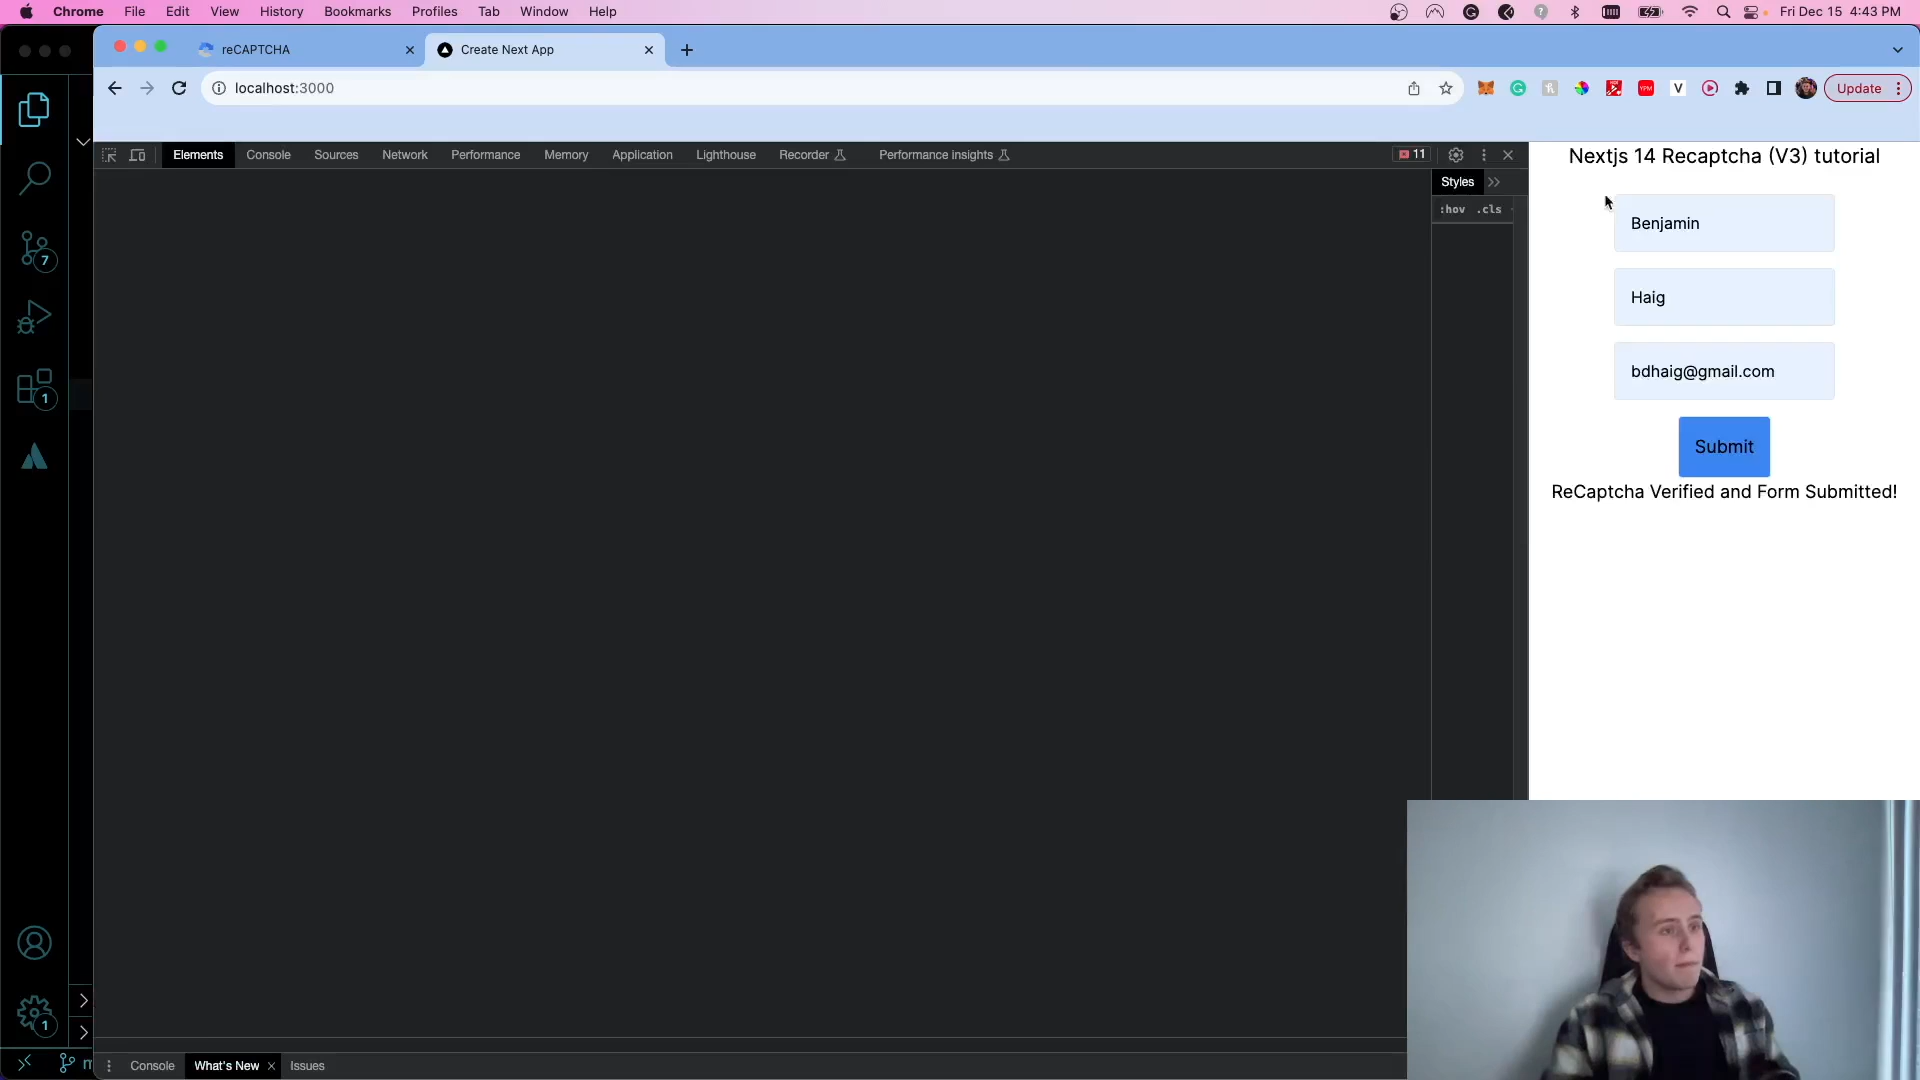 Chrome File Edit View History Bookmarks Profiles Tab Window Help Fri Dec 15 4:43 PM
reCAPTCHA
Create Next App
localhost:3000
Update
Elements Console Sources Network Performance Memory Application Lighthouse Recorder Performance insights 11
Styles
:hov .cls
Nextjs 14 Recaptcha (V3) tutorial
Benjamin
Haig
bdhaig@gmail.com
Submit
ReCaptcha Verified and Form Submitted!
7
1
1
Console What's New Issues